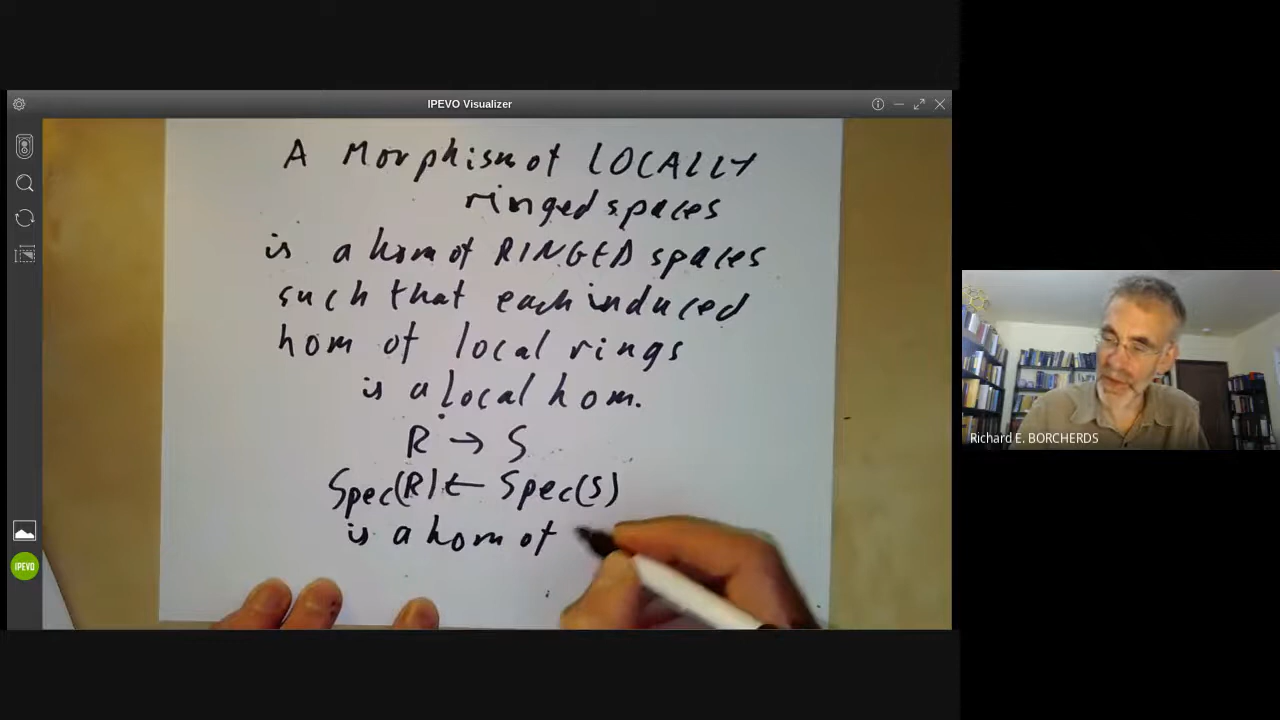 IPEVO Visualizer
A Morphism of LOCALLY
ringed spaces
is a hom of RINGED spaces
such that each induced
hom of local rings
is a local hom.
R → S
Spec(R) ← Spec(S)
is a hom of
Richard E. BORCHERDS
IPEVO